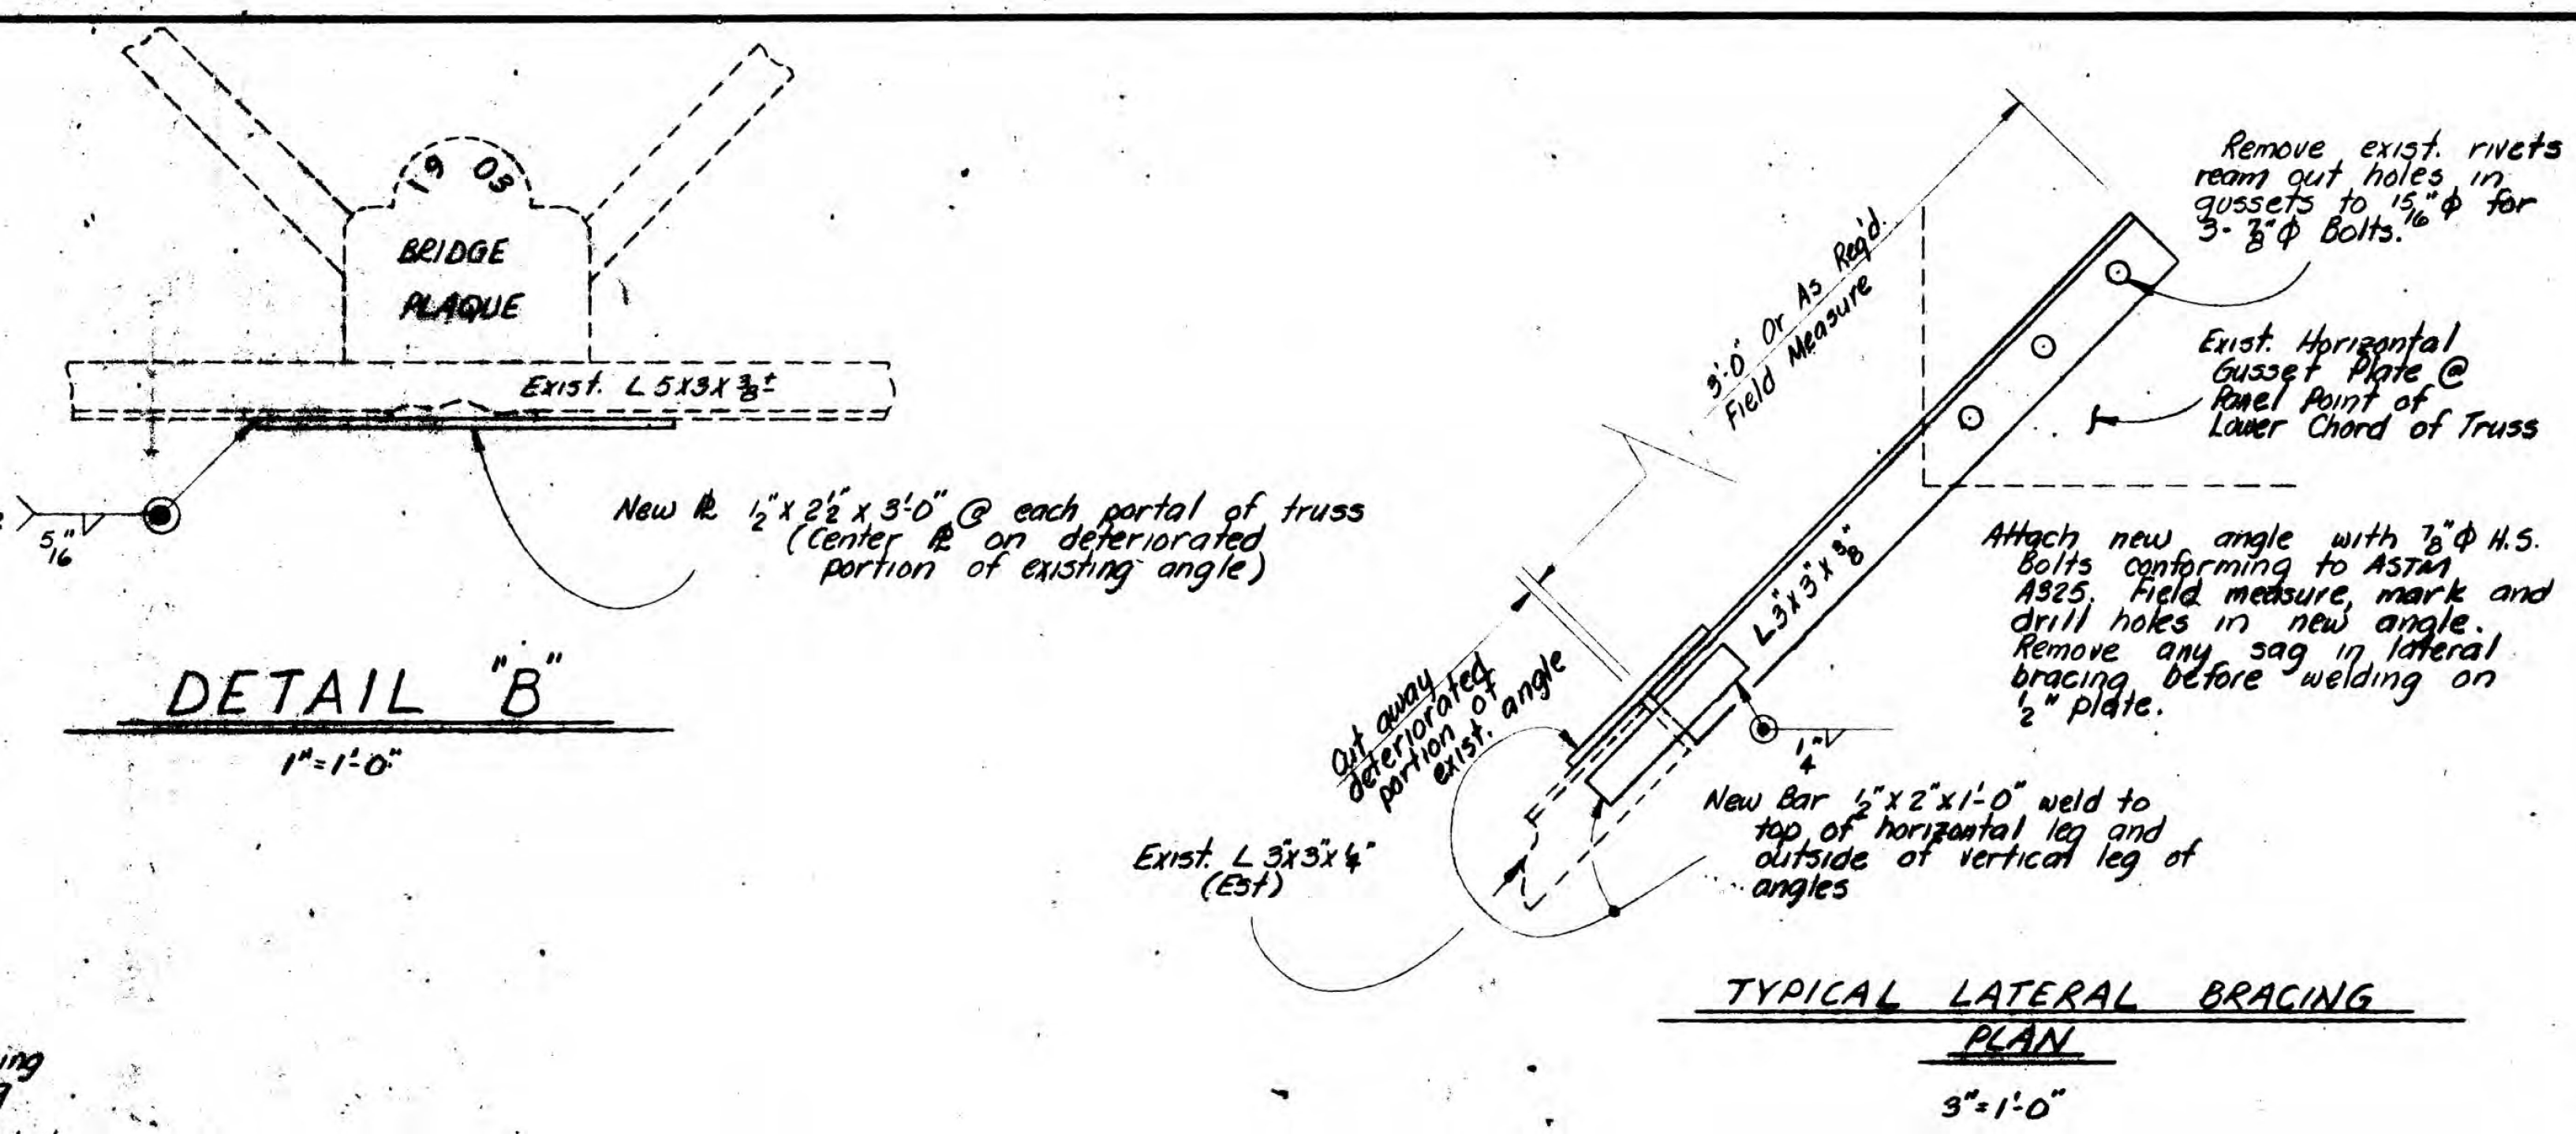 19 03
BRIDGE
PLAQUE
Exist. L 5x3x 3/8 ±
5/16"
New ℞ 1/2" x 2 1/2" x 3'-0" @ each portal of truss
(Center ℞ on deteriorated
portion of existing angle)
DETAIL "B"
1"=1'-0"
ing
3'-0" Or As Req'd.
Field Measure
Remove exist. rivets
ream out holes in
gussets to 15/16" φ for
3- 7/8" φ Bolts.
Exist. Horizontal
Gusset Plate @
Panel Point of
Lower Chord of Truss
L 3" x 3" x 3/8"
Attach new angle with 7/8" φ H.S.
Bolts conforming to ASTM
A325. Field measure, mark and
drill holes in new angle.
Remove any sag in lateral
bracing before welding on
1/2" plate.
Cut away
deteriorated
portion of
exist. angle
1/4"
New Bar 1/2" x 2" x 1'-0" weld to
top of horizontal leg and
outside of vertical leg of
angles
Exist. L 3"x3"x 1/4"
(Est)
TYPICAL LATERAL BRACING
PLAN
3"=1'-0"